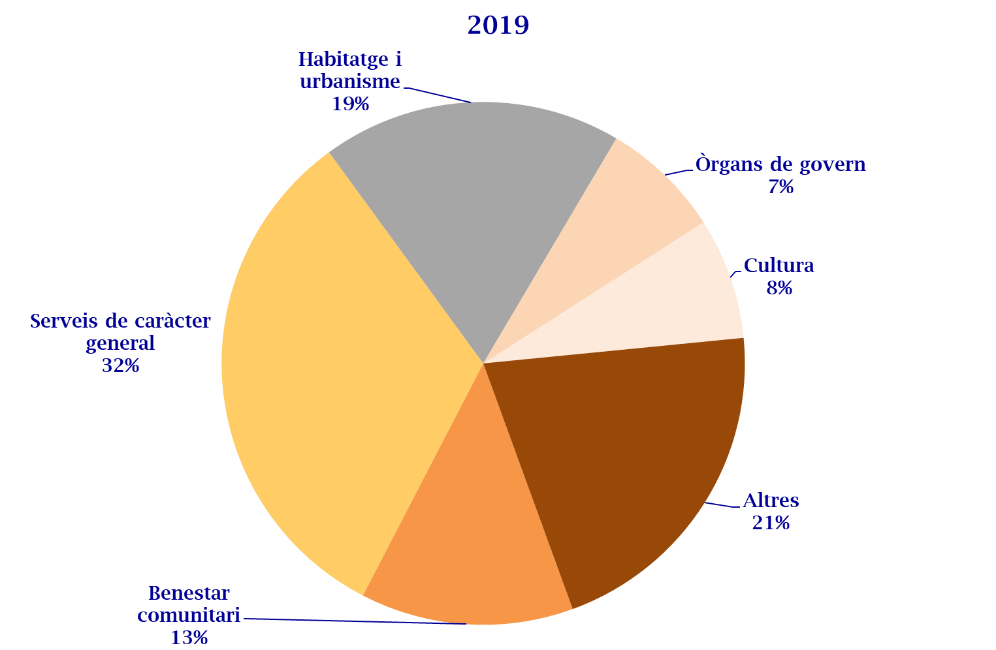 2019
Habitatge i
urbanisme
19%
Òrgans de govern
7%
Cultura
8%
Serveis de caràcter
general
32%
Altres
21%
Benestar
comunitari
13%